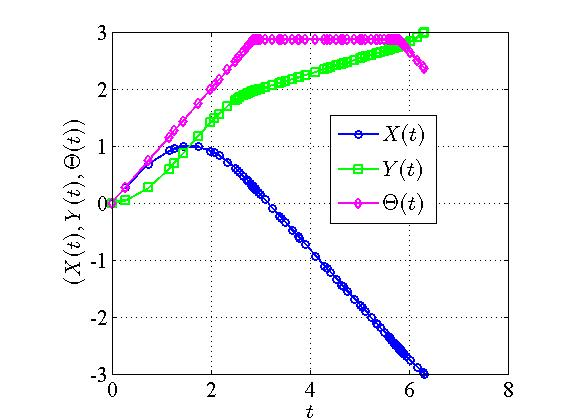 3
2
1
0
-1
-2
-3
0
2
4
6
8
t
(X(t), Y(t), Θ(t))
X(t)
Y(t)
Θ(t)